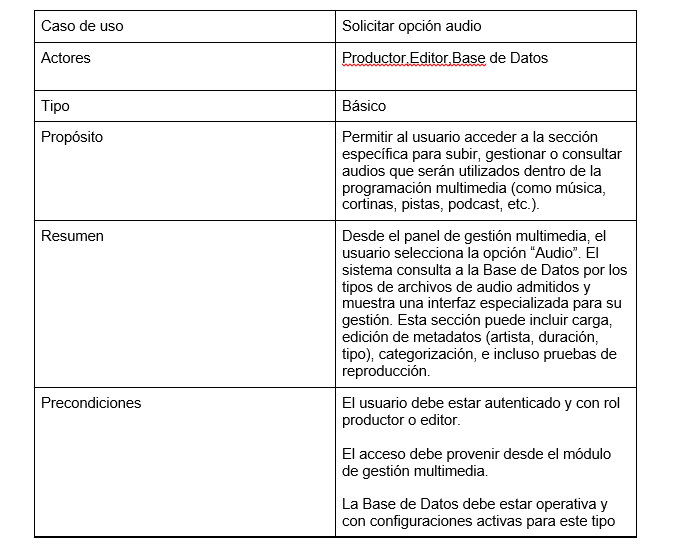 Caso de uso
Solicitar opción audio
Actores
Productor,Editor,Base de Datos
Tipo
Básico
Propósito
Permitir al usuario acceder a la sección
específica para subir, gestionar o consultar
audios que serán utilizados dentro de la
programación multimedia (como música,
cortinas, pistas, podcast, etc.).
Resumen
Desde el panel de gestión multimedia, el
usuario selecciona la opción “Audio”. El
sistema consulta a la Base de Datos por los
tipos de archivos de audio admitidos y
muestra una interfaz especializada para su
gestión. Esta sección puede incluir carga,
edición de metadatos (artista, duración,
tipo), categorización, e incluso pruebas de
reproducción.
Precondiciones
El usuario debe estar autenticado y con rol
productor o editor.
El acceso debe provenir desde el módulo
de gestión multimedia.
La Base de Datos debe estar operativa y
con configuraciones activas para este tipo